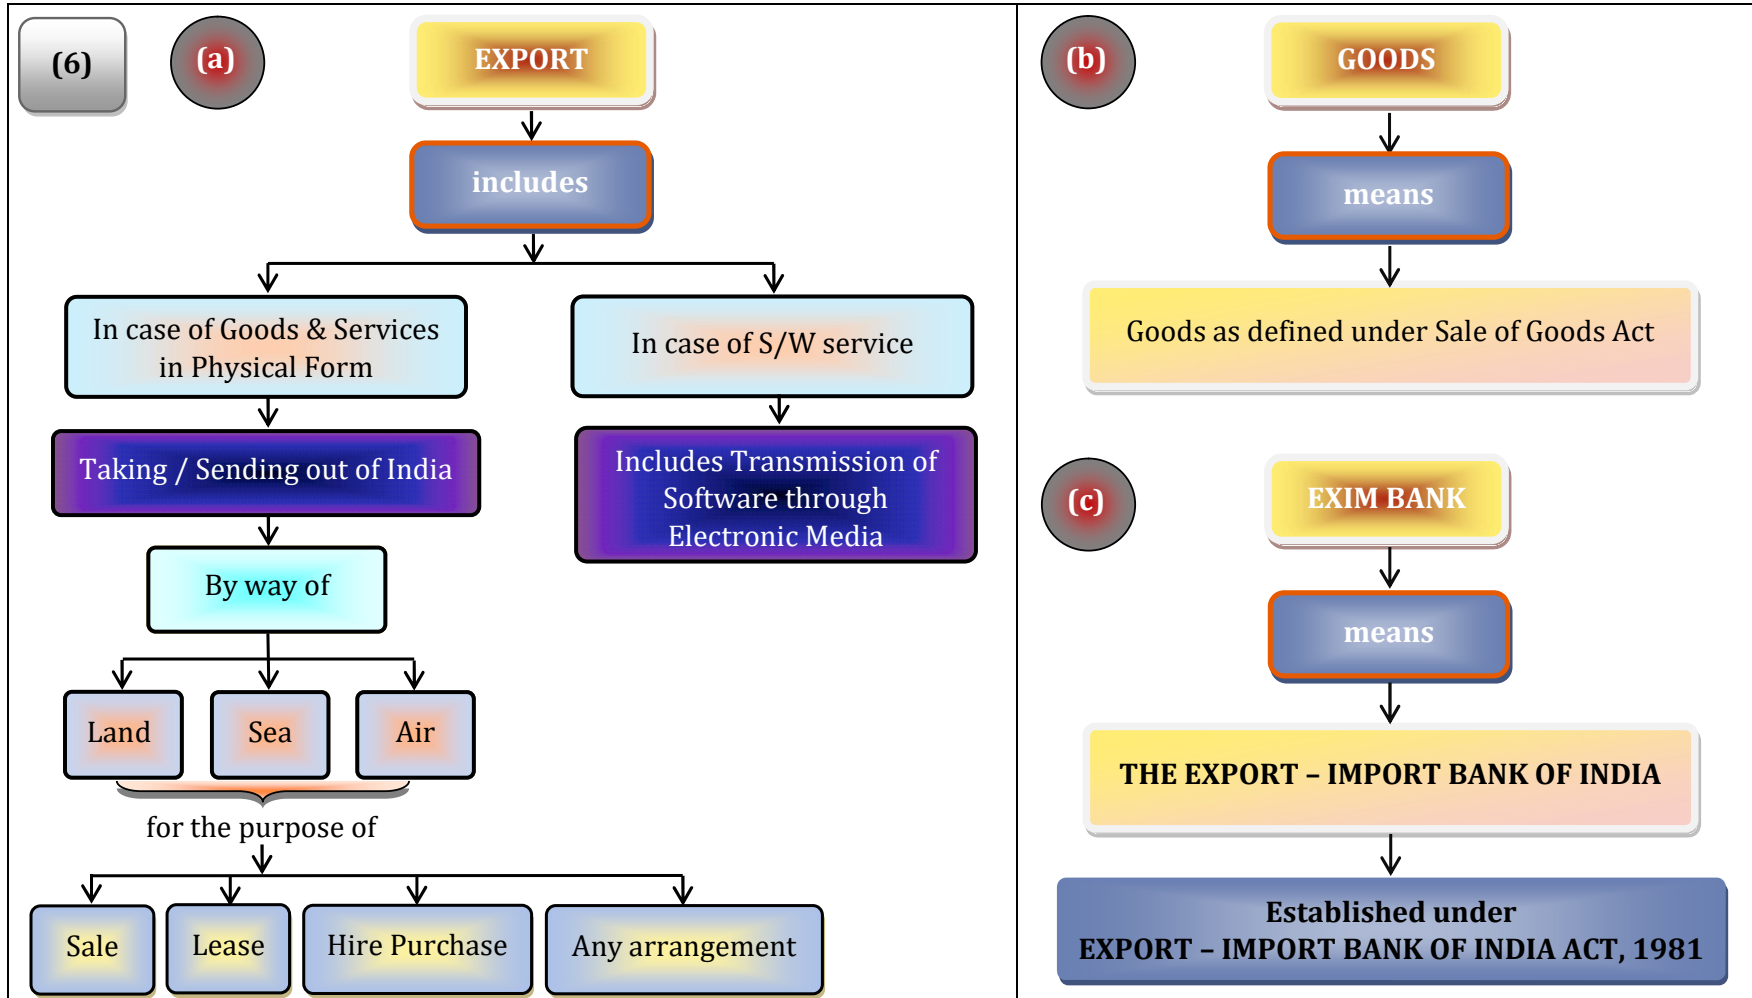 (6)
(a)
EXPORT
includes
In case of Goods & Services
in Physical Form
In case of S/W service
Taking / Sending out of India
Includes Transmission of
Software through
Electronic Media
By way of
Land
Sea
Air
for the purpose of
Sale
Lease
Hire Purchase
Any arrangement
(b)
GOODS
means
Goods as defined under Sale of Goods Act
(c)
EXIM BANK
means
THE EXPORT – IMPORT BANK OF INDIA
Established under
EXPORT – IMPORT BANK OF INDIA ACT, 1981